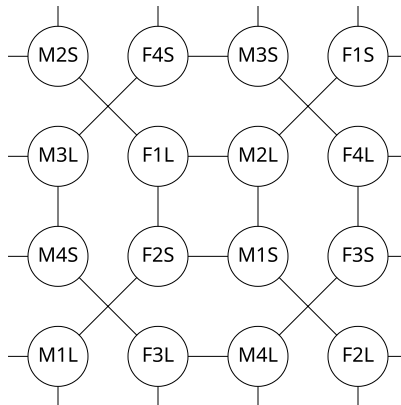 M2S F4S M3S F1S
M3L F1L M2L F4L
M4S F2S M1S F3S
M1L F3L M4L F2L